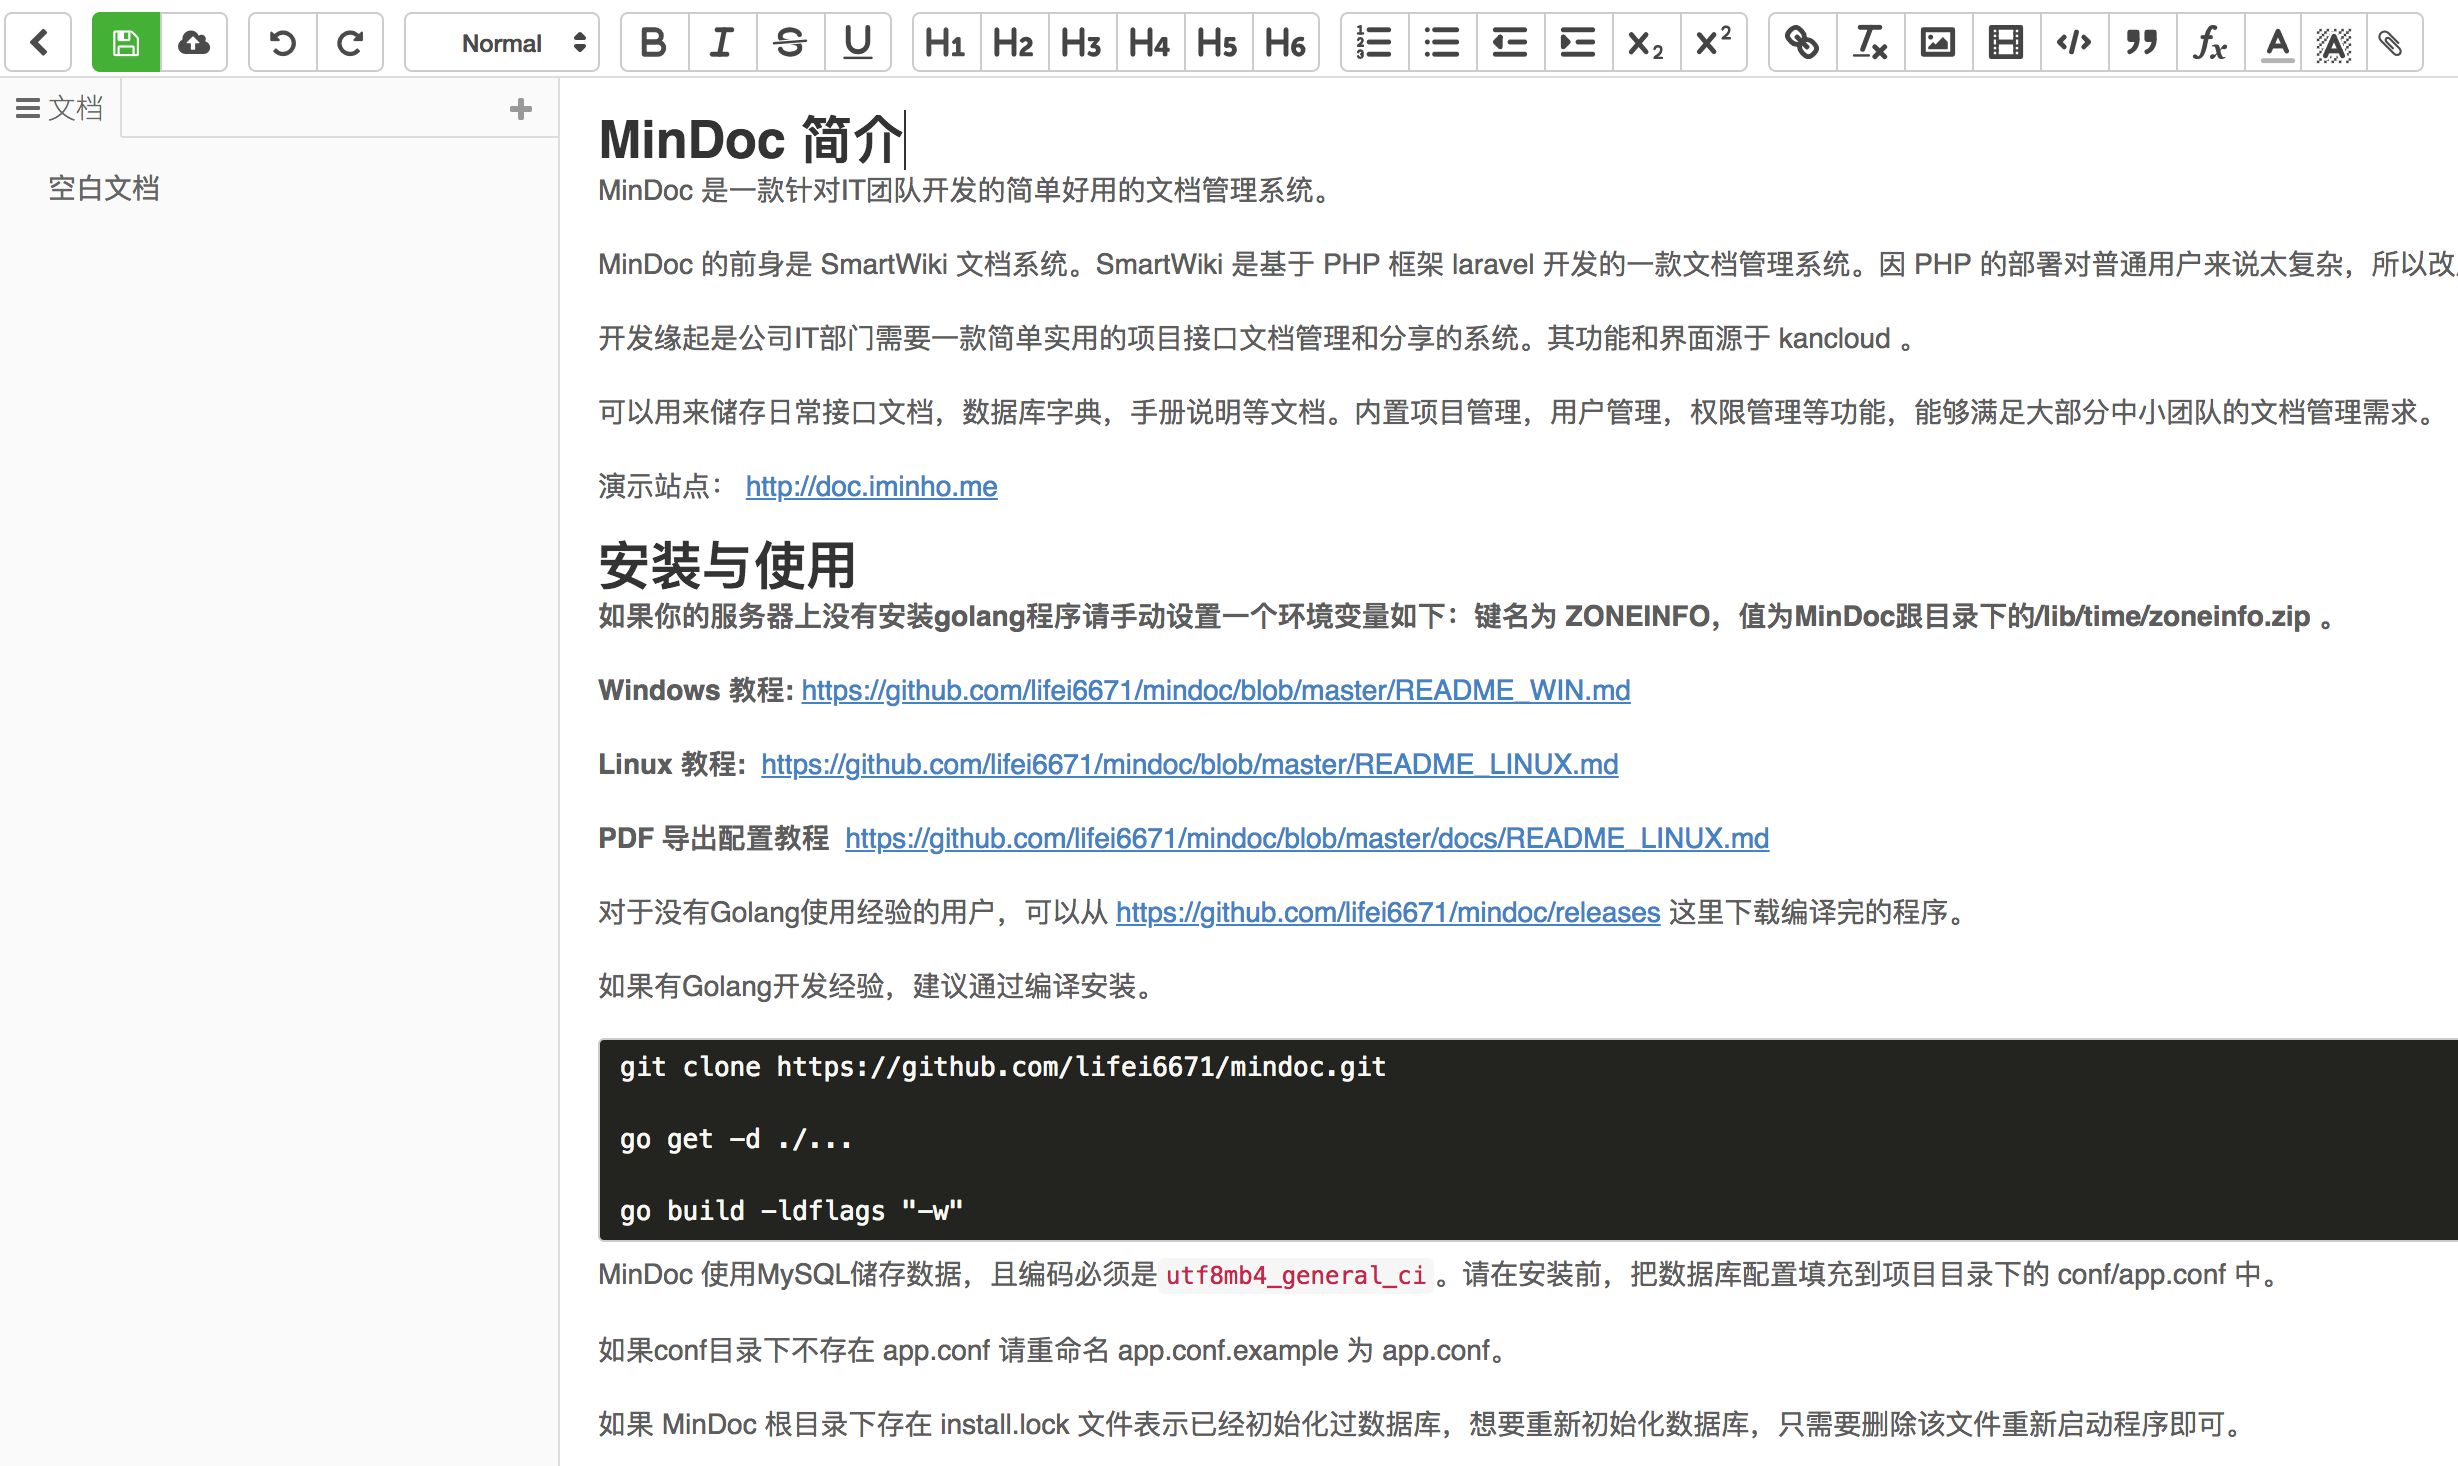 Normal
B I S U H1 H2 H3 H4 H5 H6
x2 x2 Tx </> " fx A A
文档
空白文档
MinDoc 简介
MinDoc 是一款针对IT团队开发的简单好用的文档管理系统。
MinDoc 的前身是 SmartWiki 文档系统。SmartWiki 是基于 PHP 框架 laravel 开发的一款文档管理系统。因 PHP 的部署对普通用户来说太复杂，所以改
开发缘起是公司IT部门需要一款简单实用的项目接口文档管理和分享的系统。其功能和界面源于 kancloud 。
可以用来储存日常接口文档，数据库字典，手册说明等文档。内置项目管理，用户管理，权限管理等功能，能够满足大部分中小团队的文档管理需求。
演示站点： http://doc.iminho.me
安装与使用
如果你的服务器上没有安装golang程序请手动设置一个环境变量如下：键名为 ZONEINFO，值为MinDoc跟目录下的/lib/time/zoneinfo.zip 。
Windows 教程: https://github.com/lifei6671/mindoc/blob/master/README_WIN.md
Linux 教程: https://github.com/lifei6671/mindoc/blob/master/README_LINUX.md
PDF 导出配置教程 https://github.com/lifei6671/mindoc/blob/master/docs/README_LINUX.md
对于没有Golang使用经验的用户，可以从 https://github.com/lifei6671/mindoc/releases 这里下载编译完的程序。
如果有Golang开发经验，建议通过编译安装。
git clone https://github.com/lifei6671/mindoc.git
go get -d ./...
go build -ldflags "-w"
MinDoc 使用MySQL储存数据，且编码必须是 utf8mb4_general_ci 。请在安装前，把数据库配置填充到项目目录下的 conf/app.conf 中。
如果conf目录下不存在 app.conf 请重命名 app.conf.example 为 app.conf。
如果 MinDoc 根目录下存在 install.lock 文件表示已经初始化过数据库，想要重新初始化数据库，只需要删除该文件重新启动程序即可。